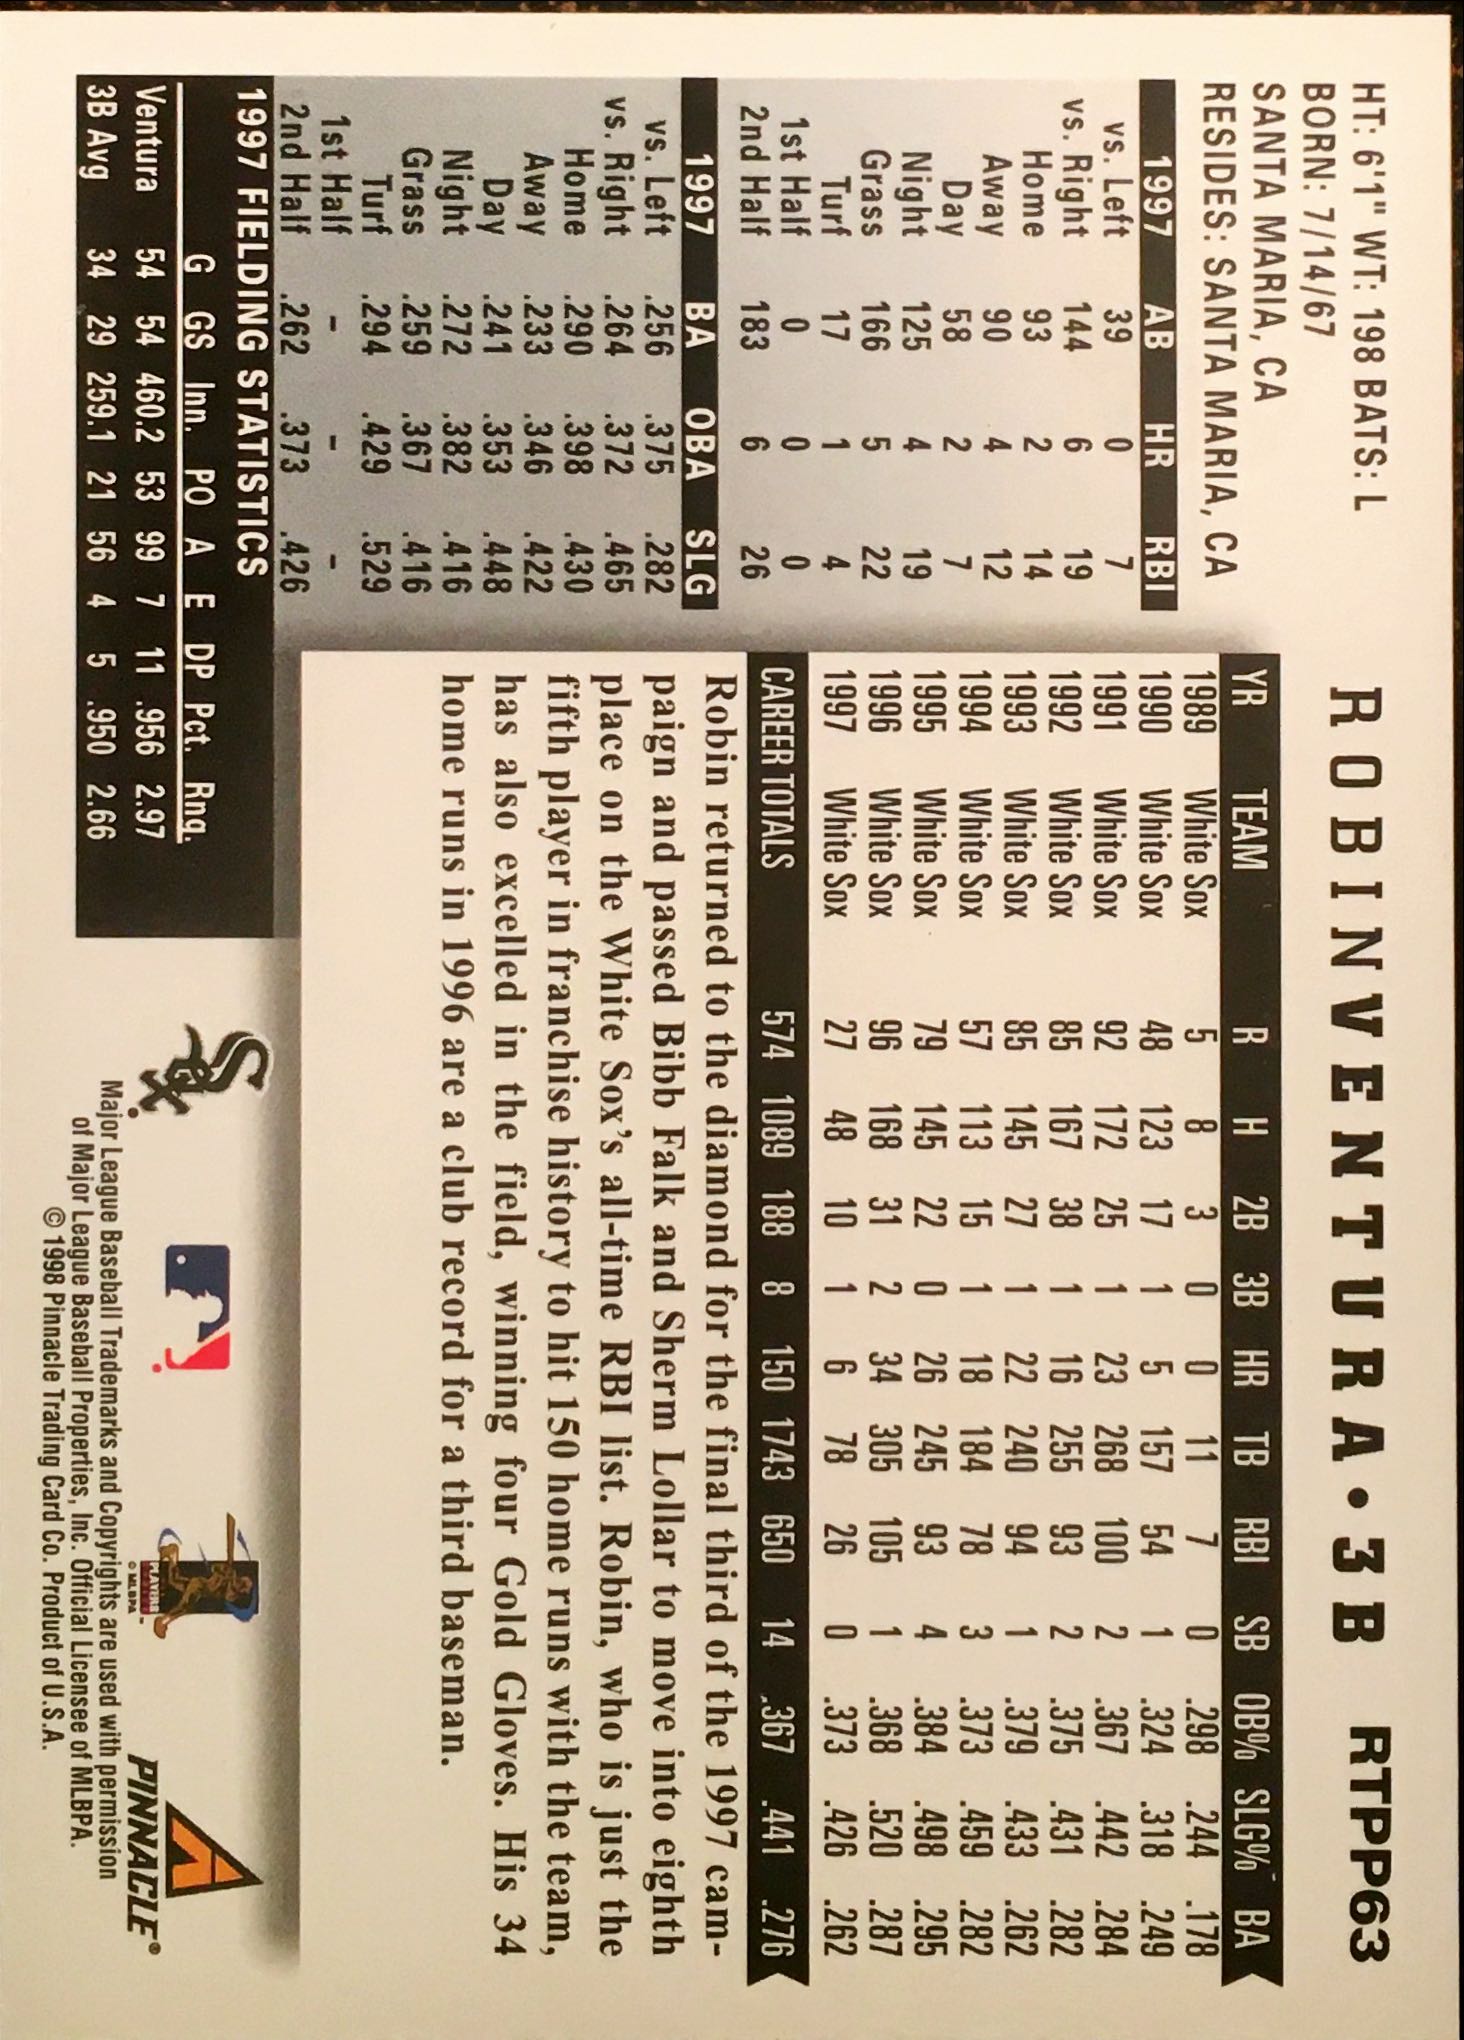 HT: 6'1" WT: 198 BATS: L
BORN: 7/14/67
SANTA MARIA, CA
RESIDES: SANTA MARIA, CA
ROBIN VENTURA • 3B RTPP63
1997 AB HR RBI
vs. Left 39 0 7
vs. Right 144 6 19
Home 93 2 14
Away 90 4 12
Day 58 2 7
Night 125 4 19
Grass 166 5 22
Turf 17 1 4
1st Half 0 0 0
2nd Half 183 6 26
1997 BA OBA SLG
vs. Left .256 .375 .282
vs. Right .264 .372 .465
Home .290 .398 .430
Away .233 .346 .422
Day .241 .353 .448
Night .272 .382 .416
Grass .259 .367 .416
Turf .294 .429 .529
1st Half - - -
2nd Half .262 .373 .426
1997 FIELDING STATISTICS
G GS Inn. PO A E DP Pct. Rng.
Ventura 54 54 460.2 53 99 7 11 .956 2.97
3B Avg 34 29 259.1 21 56 4 5 .950 2.66
YR TEAM R H 2B 3B HR TB RBI SB OB% SLG% BA
1989 White Sox 5 8 3 0 0 11 7 0 .298 .244 .178
1990 White Sox 48 123 17 1 5 157 54 1 .324 .318 .249
1991 White Sox 92 172 25 1 23 268 100 2 .367 .442 .284
1992 White Sox 85 167 38 1 16 255 93 2 .375 .431 .282
1993 White Sox 85 145 27 1 22 240 94 1 .379 .433 .262
1994 White Sox 57 113 15 1 18 184 78 3 .373 .459 .282
1995 White Sox 79 145 22 0 26 245 93 4 .384 .498 .295
1996 White Sox 96 168 31 2 34 305 105 1 .368 .520 .287
1997 White Sox 27 48 10 1 6 78 26 0 .373 .426 .262
CAREER TOTALS 574 1089 188 8 150 1743 650 14 .367 .441 .276
Robin returned to the diamond for the final third of the 1997 cam-
paign and passed Bibb Falk and Sherm Lollar to move into eighth
place on the White Sox's all-time RBI list. Robin, who is just the
fifth player in franchise history to hit 150 home runs with the team,
has also excelled in the field, winning four Gold Gloves. His 34
home runs in 1996 are a club record for a third baseman.
Sox
© MLBPA
PINNACLE®
Major League Baseball Trademarks and Copyrights are used with permission
of Major League Baseball Properties, Inc. Official Licensee of MLBPA.
© 1998 Pinnacle Trading Card Co. Product of U.S.A.